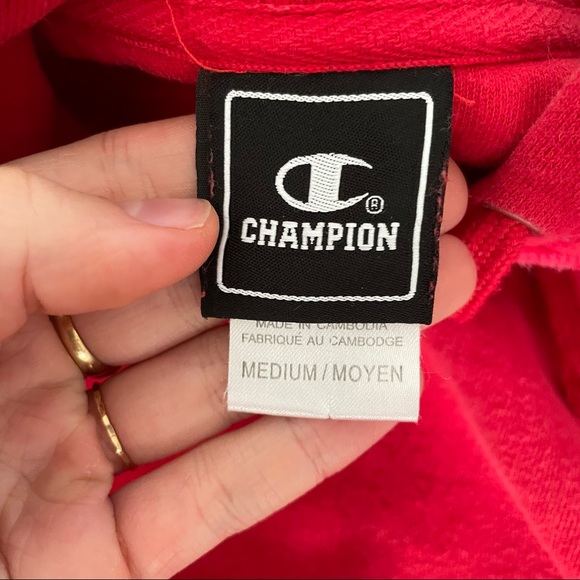 C®
CHAMPION
MADE IN CAMBODIA
FABRIQUÉ AU CAMBODGE
MEDIUM / MOYEN